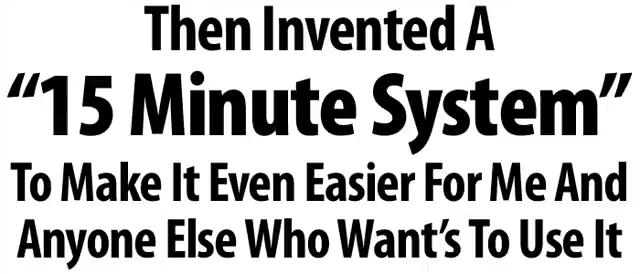 Then Invented A
“15 Minute System”
To Make It Even Easier For Me And
Anyone Else Who Want's To Use It